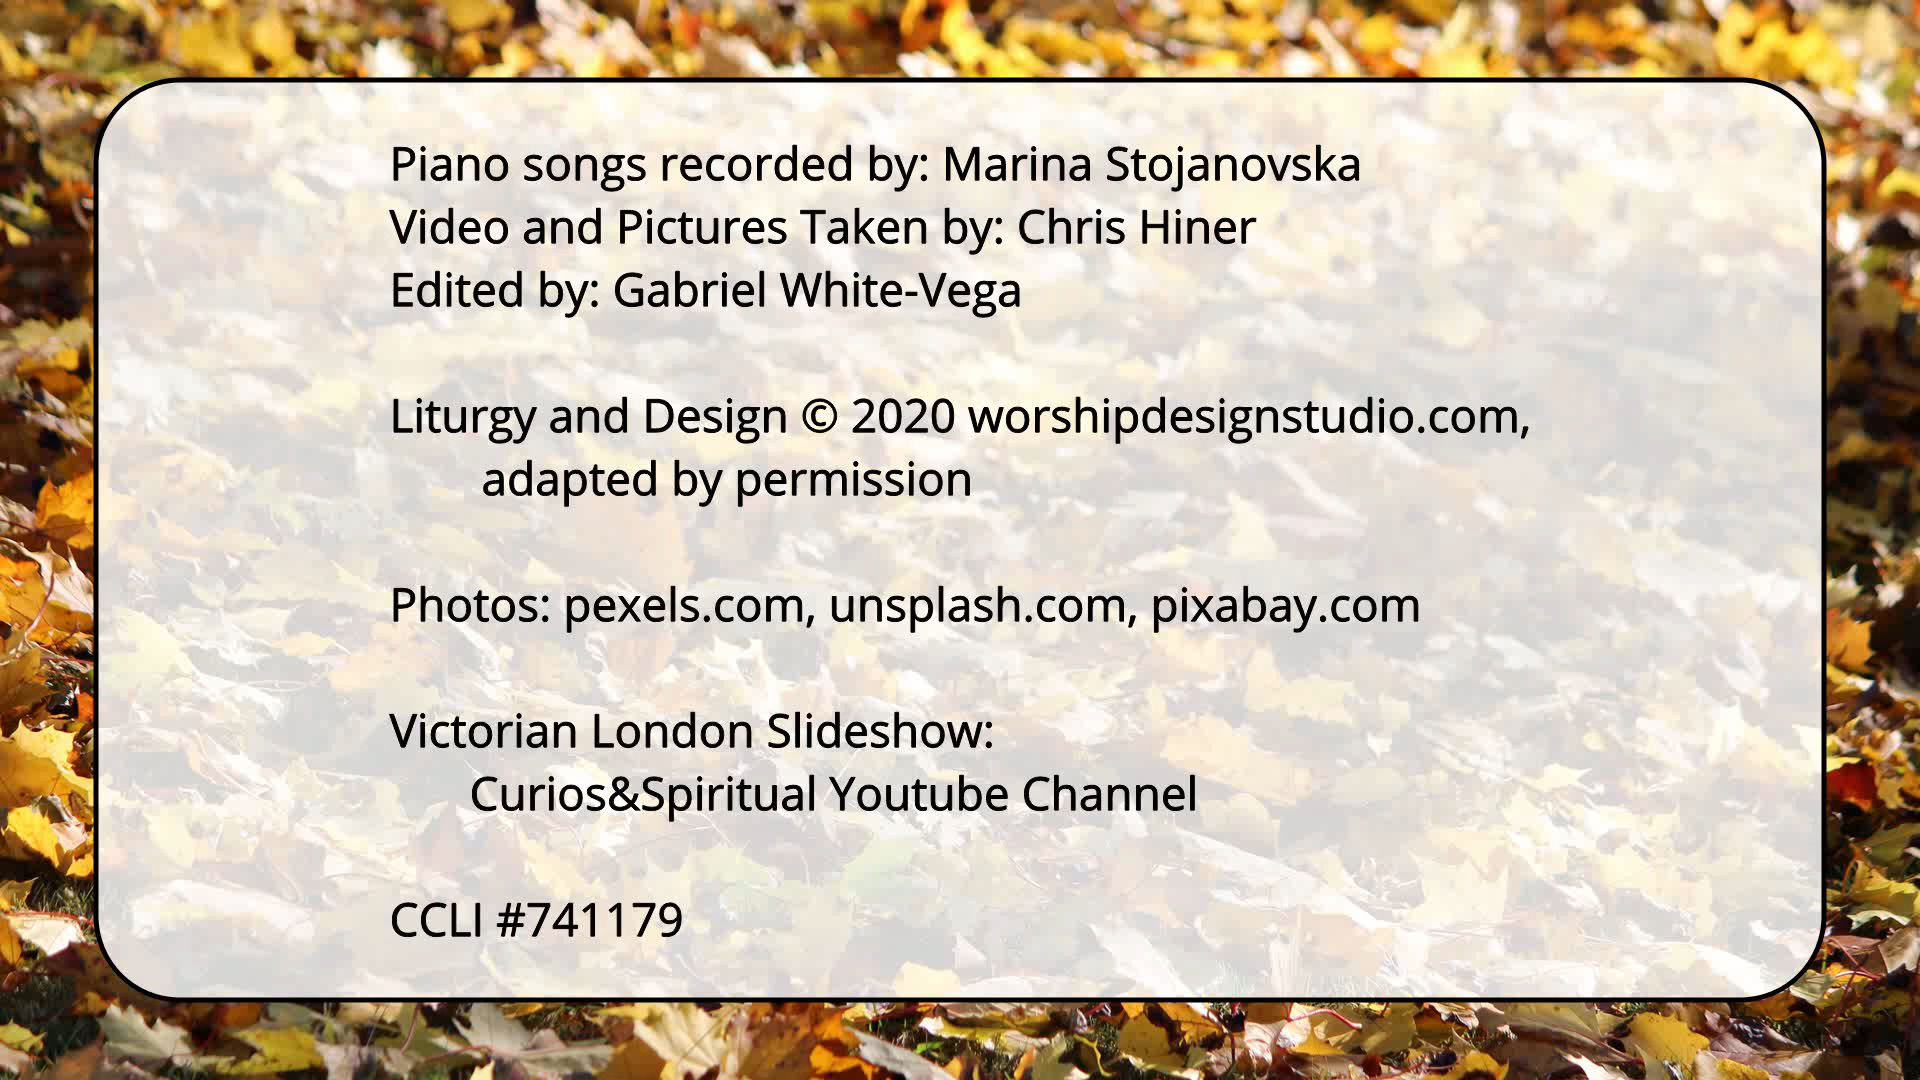 Piano songs recorded by: Marina Stojanovska
Video and Pictures Taken by: Chris Hiner
Edited by: Gabriel White-Vega
Liturgy and Design © 2020 worshipdesignstudio.com,
adapted by permission
Photos: pexels.com, unsplash.com, pixabay.com
Victorian London Slideshow:
Curios&Spiritual Youtube Channel
CCLI #741179